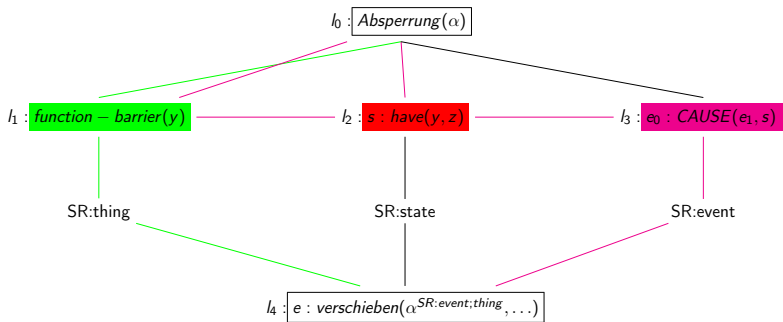 l₀ : Absperrung(α)
l₁ : function − barrier(y) l₂ : s : have(y, z) l₃ : e₀ : CAUSE(e₁, s)
SR:thing SR:state SR:event
l₄ : e : verschieben(α^{SR:event;thing}, …)